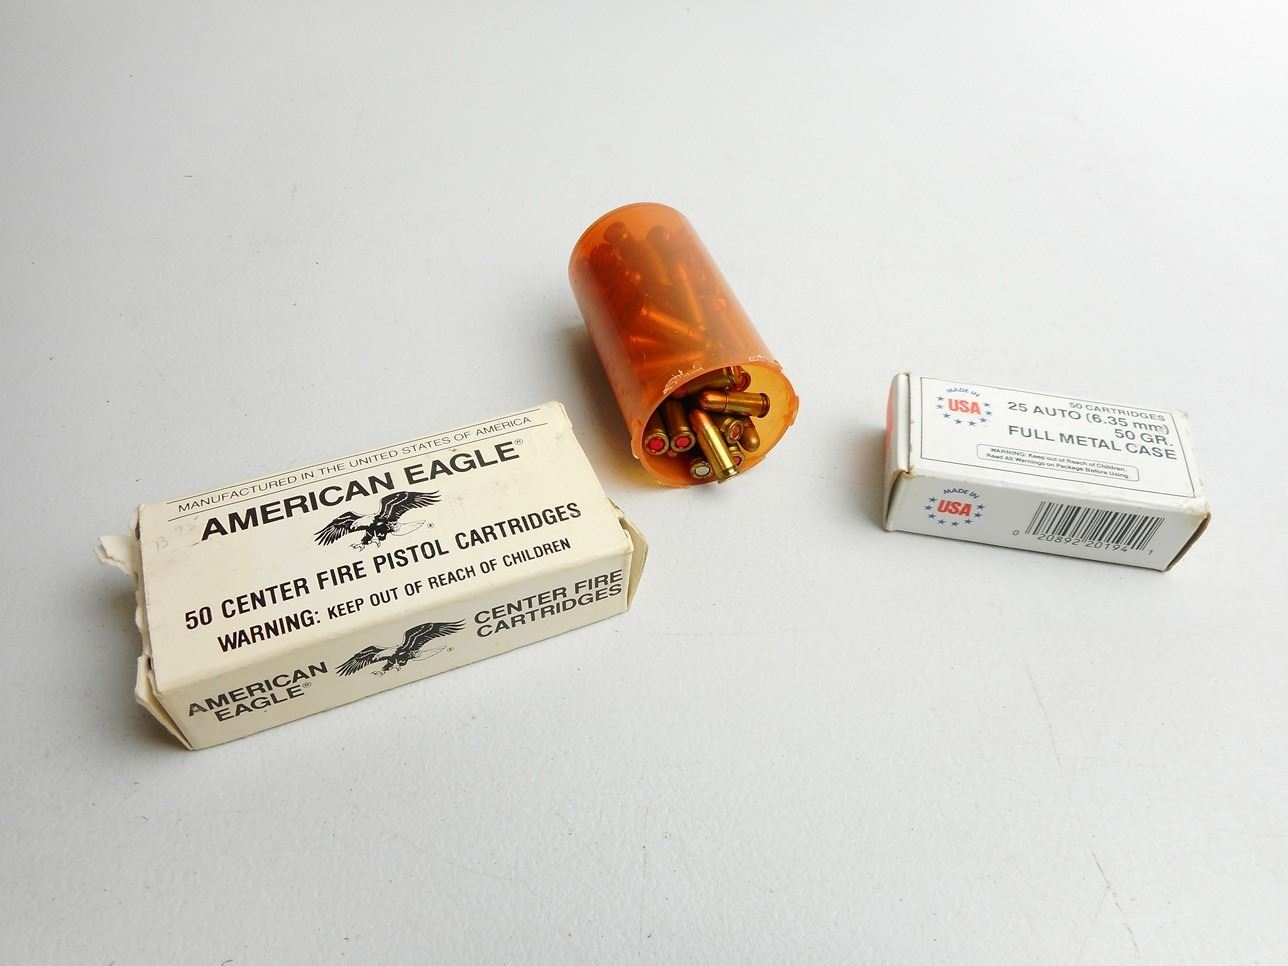 MANUFACTURED IN THE UNITED STATES OF AMERICA
AMERICAN EAGLE®
50 CENTER FIRE PISTOL CARTRIDGES
WARNING: KEEP OUT OF REACH OF CHILDREN
AMERICAN
EAGLE®
CENTER FIRE
CARTRIDGES
MADE IN
USA
50 CARTRIDGES
25 AUTO (6.35 mm)
50 GR.
FULL METAL CASE
WARNING: Keep out of Reach of Children.
Read All Warnings on Package Before Using.
MADE IN
USA
0 20892 20194 1